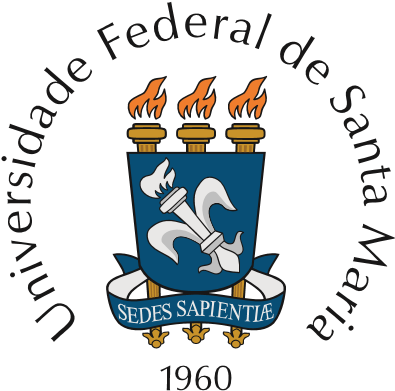 Universidade Federal de Santa Maria
SEDES SAPIENTIÆ
1960